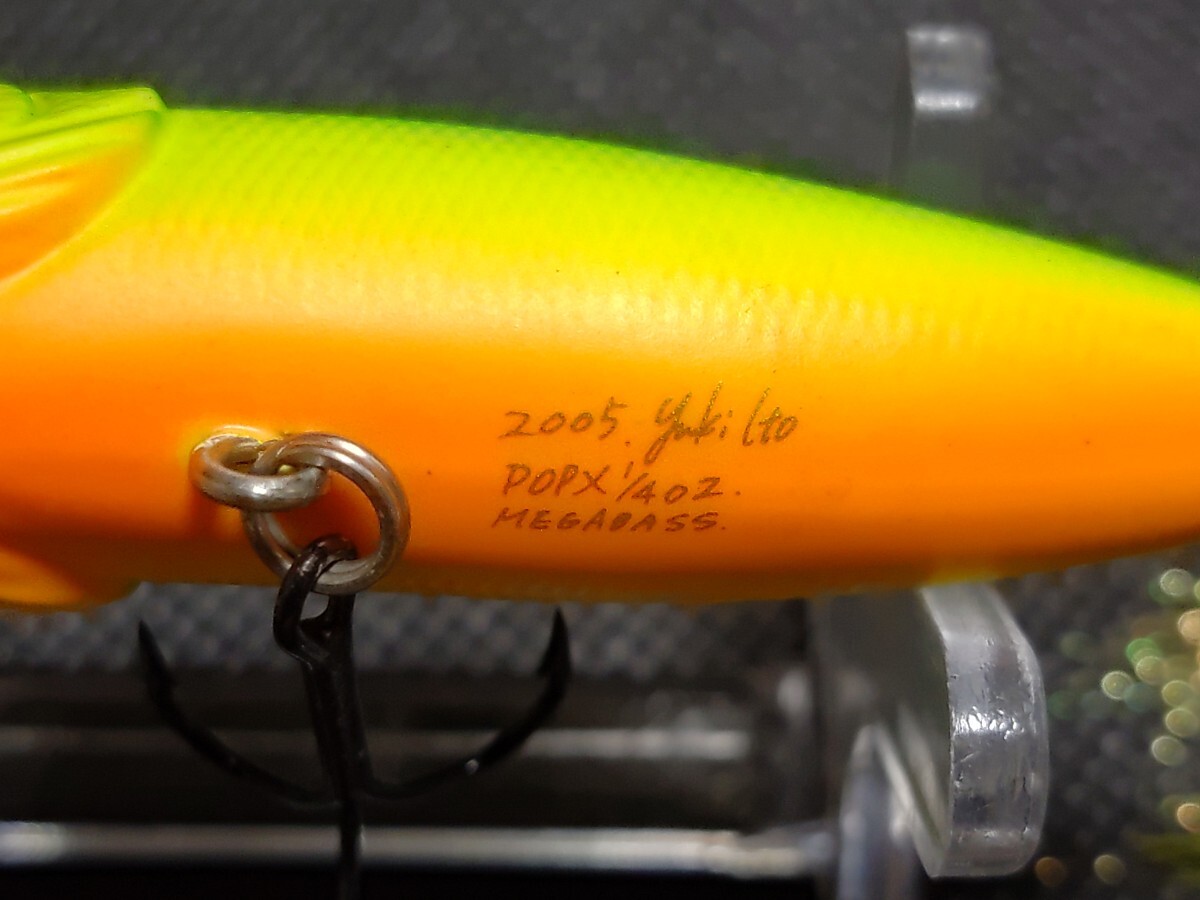 2005. Yuki Ito
POPX 1/4OZ.
MEGABASS.